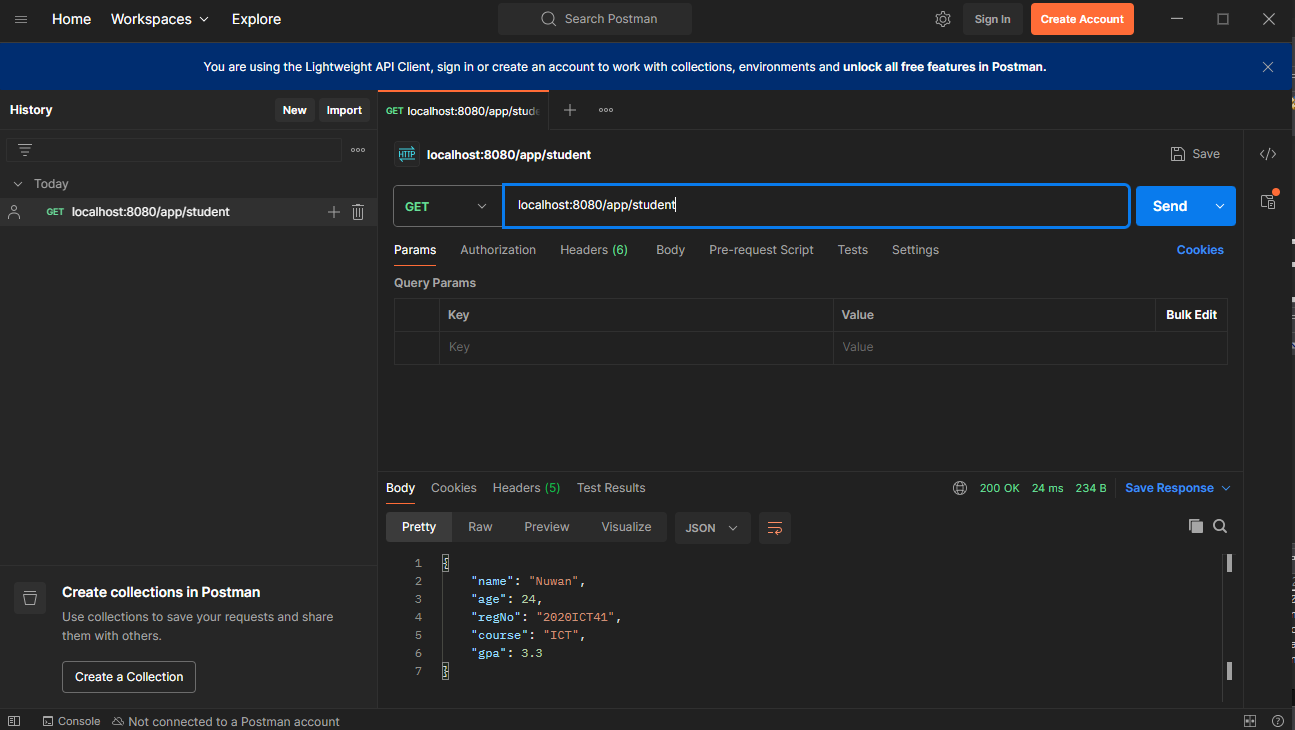 Home Workspaces Explore Search Postman Sign In Create Account
You are using the Lightweight API Client, sign in or create an account to work with collections, environments and unlock all free features in Postman.
History New Import
GET localhost:8080/app/stude
HTTP localhost:8080/app/student Save </>
Today
GET localhost:8080/app/student
GET localhost:8080/app/student Send
Params Authorization Headers (6) Body Pre-request Script Tests Settings Cookies
Query Params
Key Value Bulk Edit
Key Value
Body Cookies Headers (5) Test Results 200 OK 24 ms 234 B Save Response
Pretty Raw Preview Visualize JSON
1 {
2 "name": "Nuwan",
3 "age": 24,
4 "regNo": "2020ICT41",
5 "course": "ICT",
6 "gpa": 3.3
7 }
Create collections in Postman
Use collections to save your requests and share
them with others.
Create a Collection
Console Not connected to a Postman account